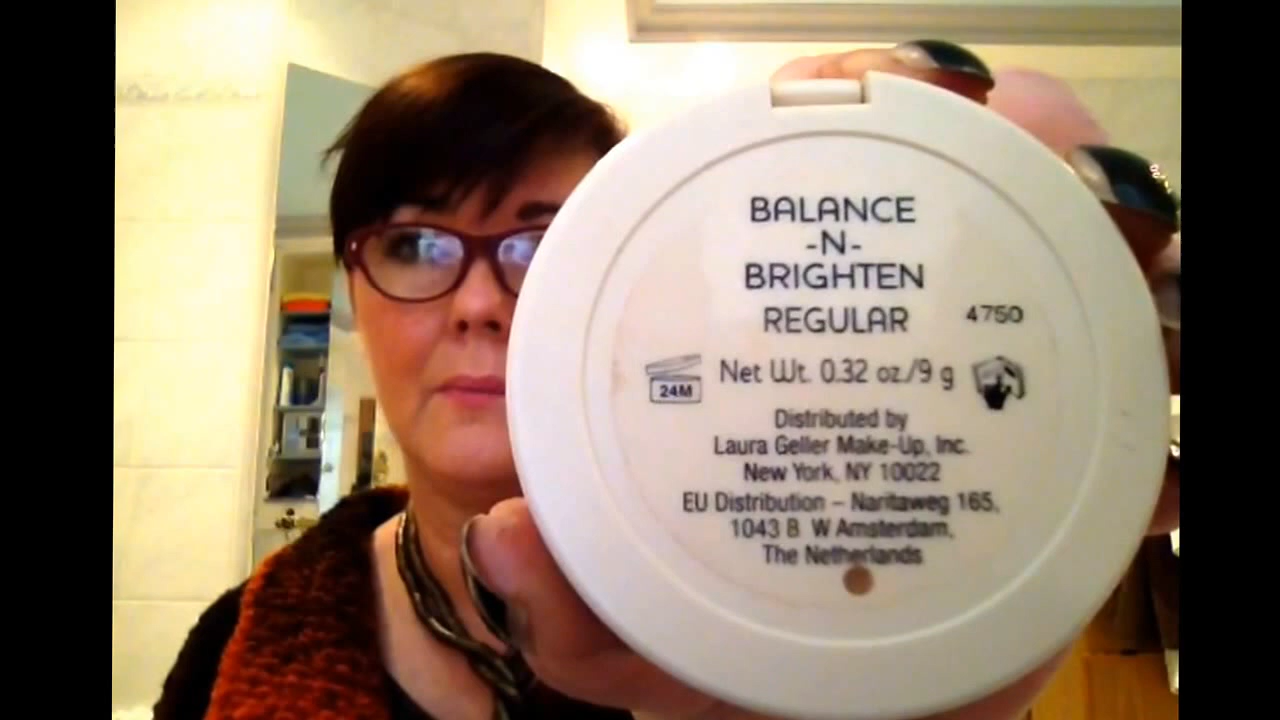 BALANCE
-N-
BRIGHTEN
REGULAR 4750
24M Net Wt. 0.32 oz./9 g
Distributed by
Laura Geller Make-Up, Inc.
New York, NY 10022
EU Distribution – Naritaweg 165,
1043 B W Amsterdam,
The Netherlands